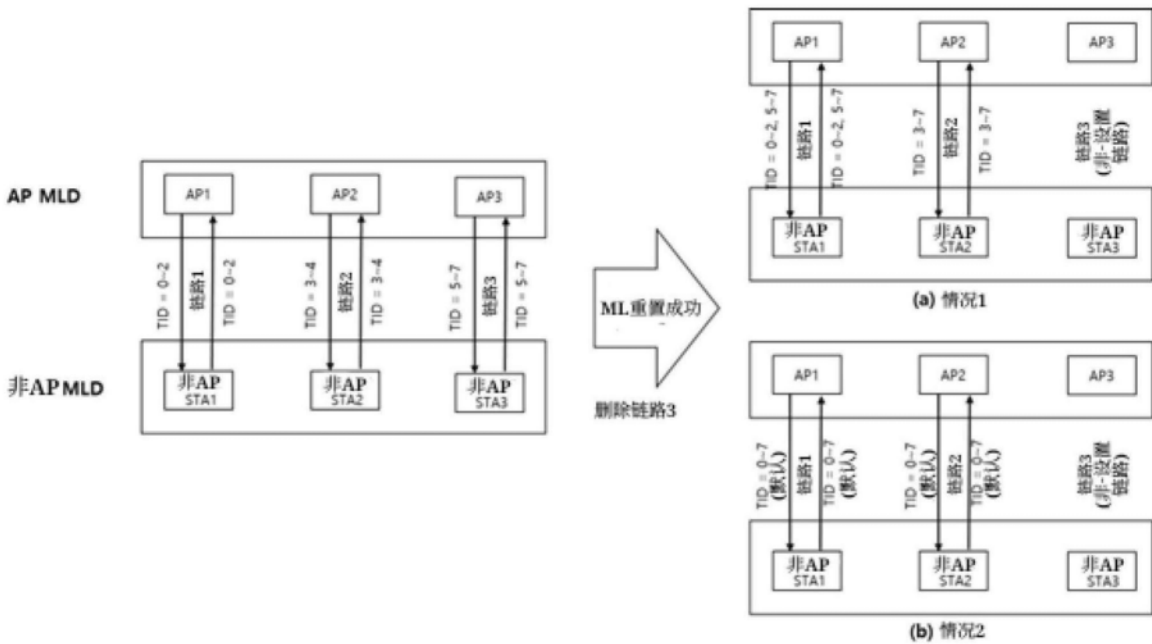 AP MLD
AP1
AP2
AP3
TID = 0~2
链路1
TID = 0~2
TID = 3~4
链路2
TID = 3~4
TID = 5~7
链路3
TID = 5~7
非AP MLD
非AP
STA1
非AP
STA2
非AP
STA3
ML重置成功
删除链路3
AP1
AP2
AP3
TID = 0~2, 5~7
链路1
TID = 0~2, 5~7
TID = 3~7
链路2
TID = 3~7
链路3
(非-设置
链路)
非AP
STA1
非AP
STA2
非AP
STA3
(a) 情况1
AP1
AP2
AP3
TID = 0~7
(默认)
链路1
TID = 0~7
(默认)
TID = 0~7
(默认)
链路2
TID = 0~7
(默认)
链路3
(非-设置
链路)
非AP
STA1
非AP
STA2
非AP
STA3
(b) 情况2